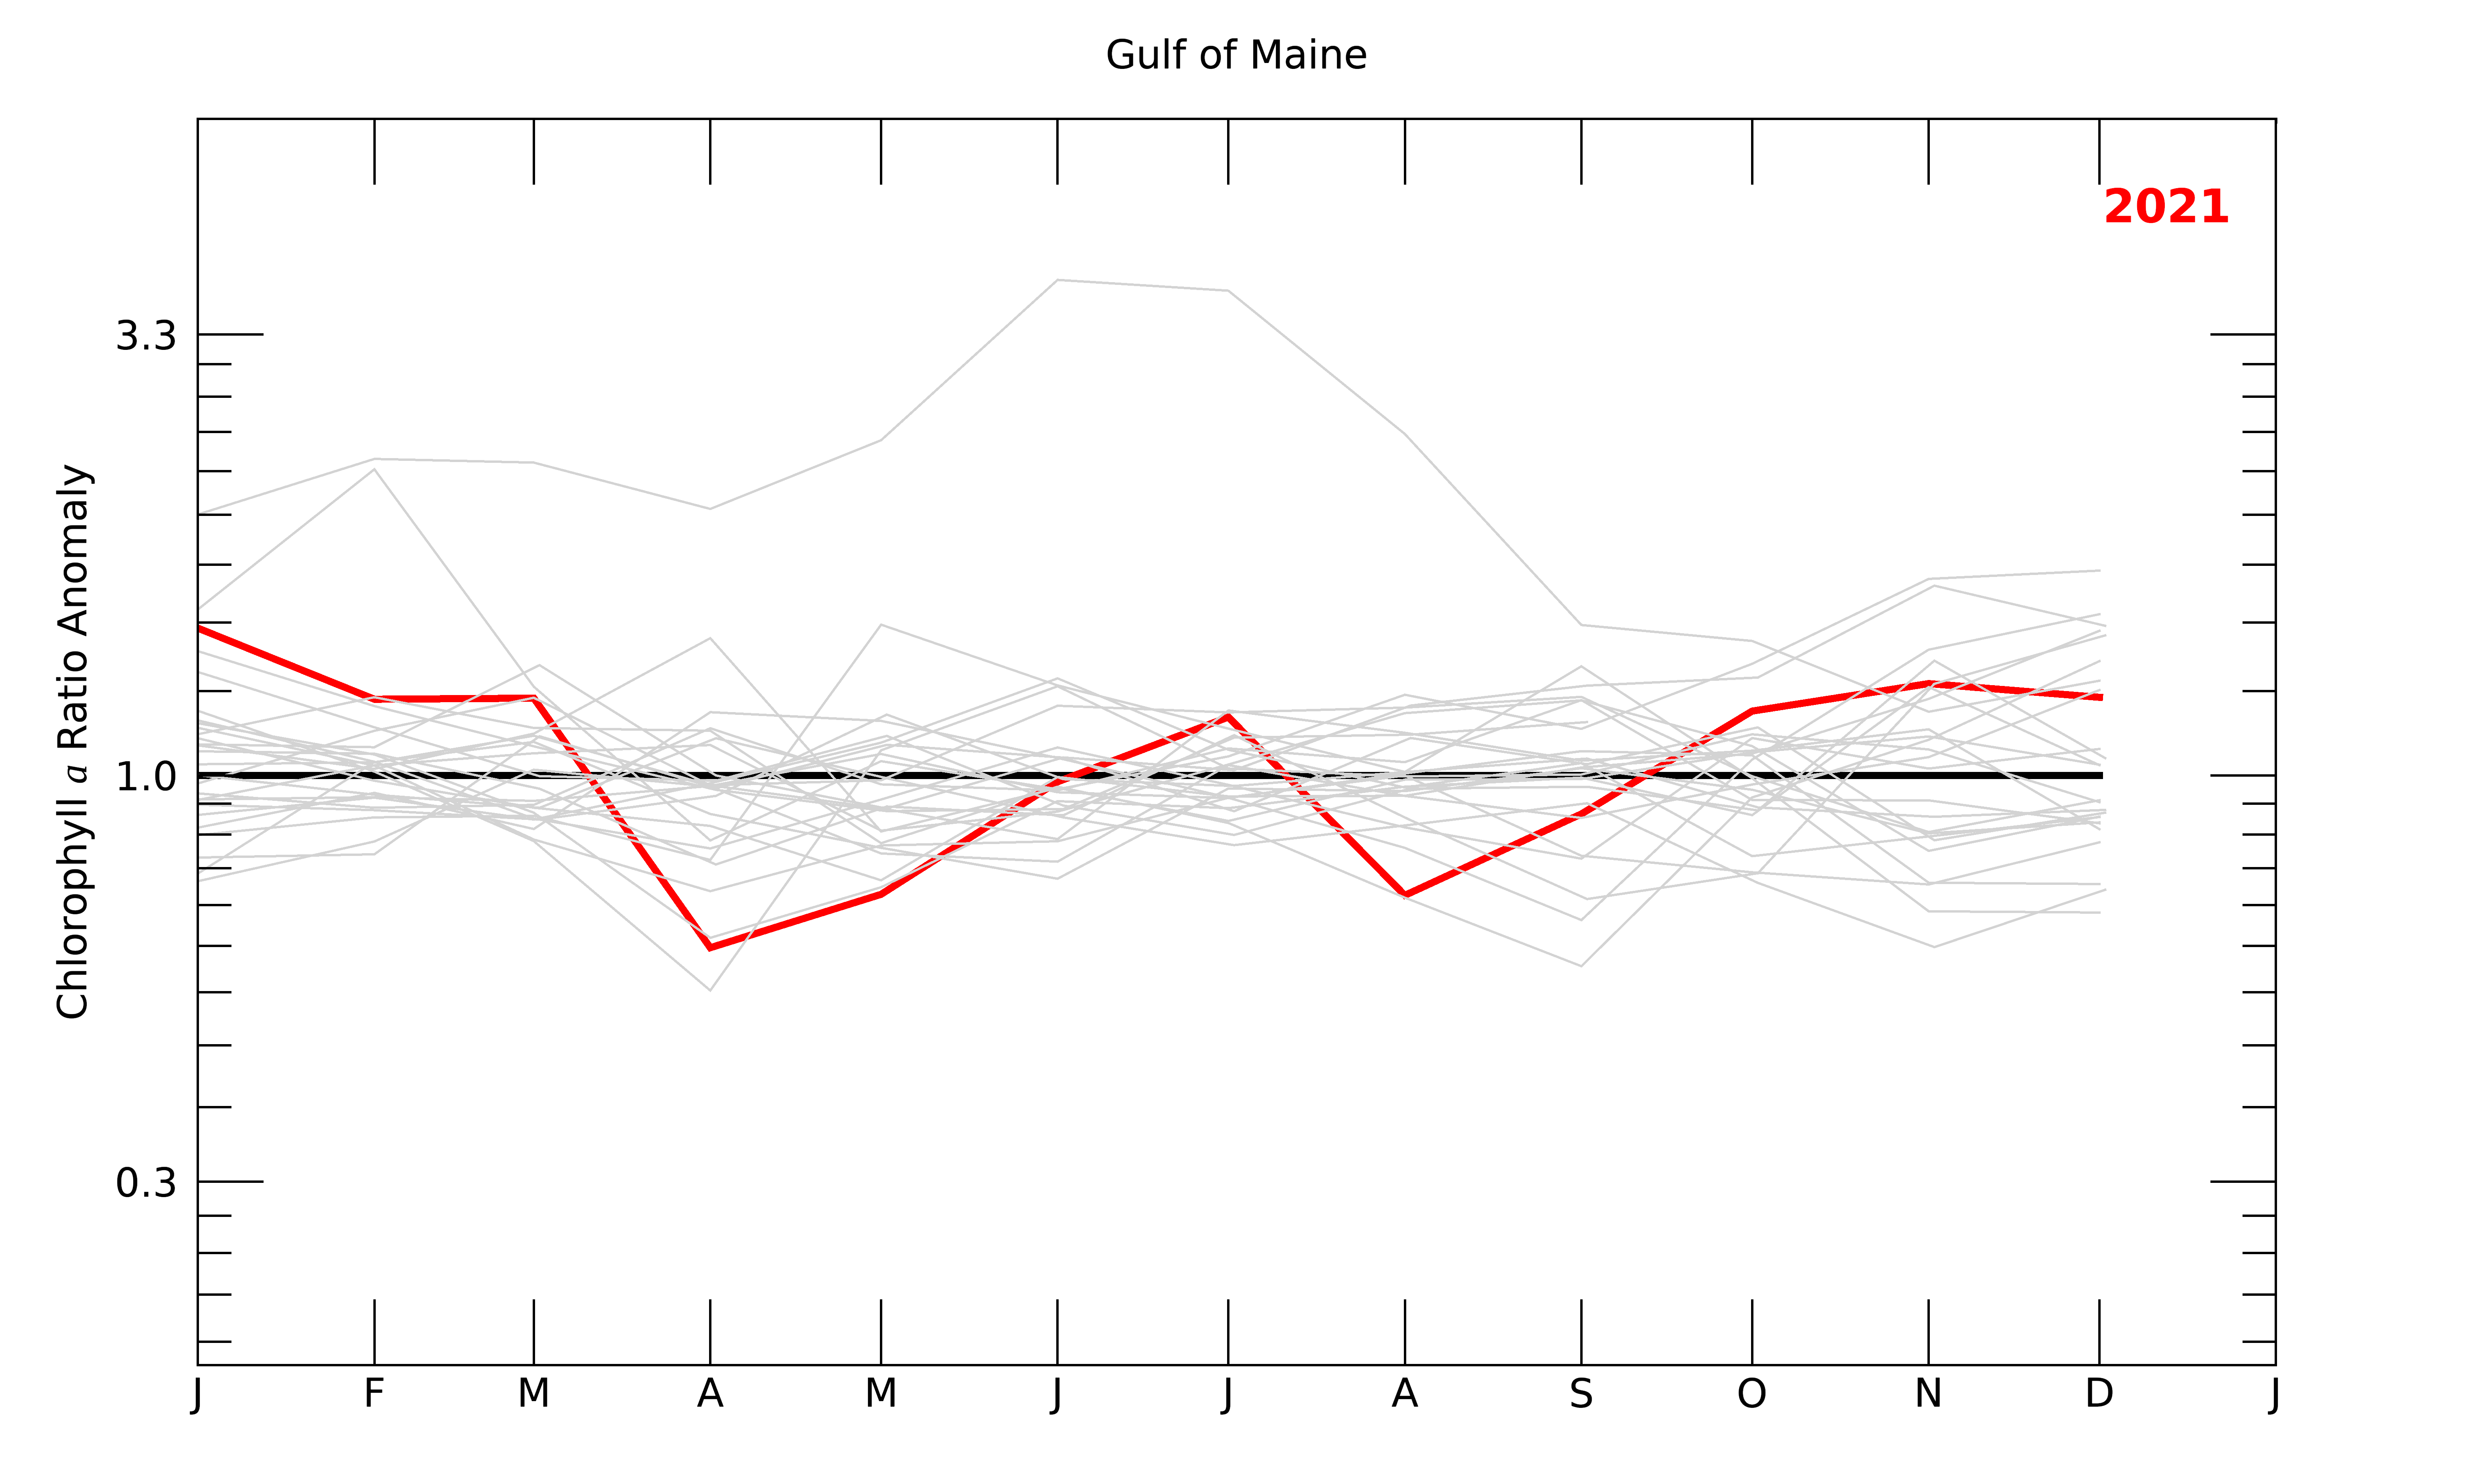 Gulf of Maine
2021
3.3
1.0
0.3
Chlorophyll a Ratio Anomaly
J F M A M J J A S O N D J